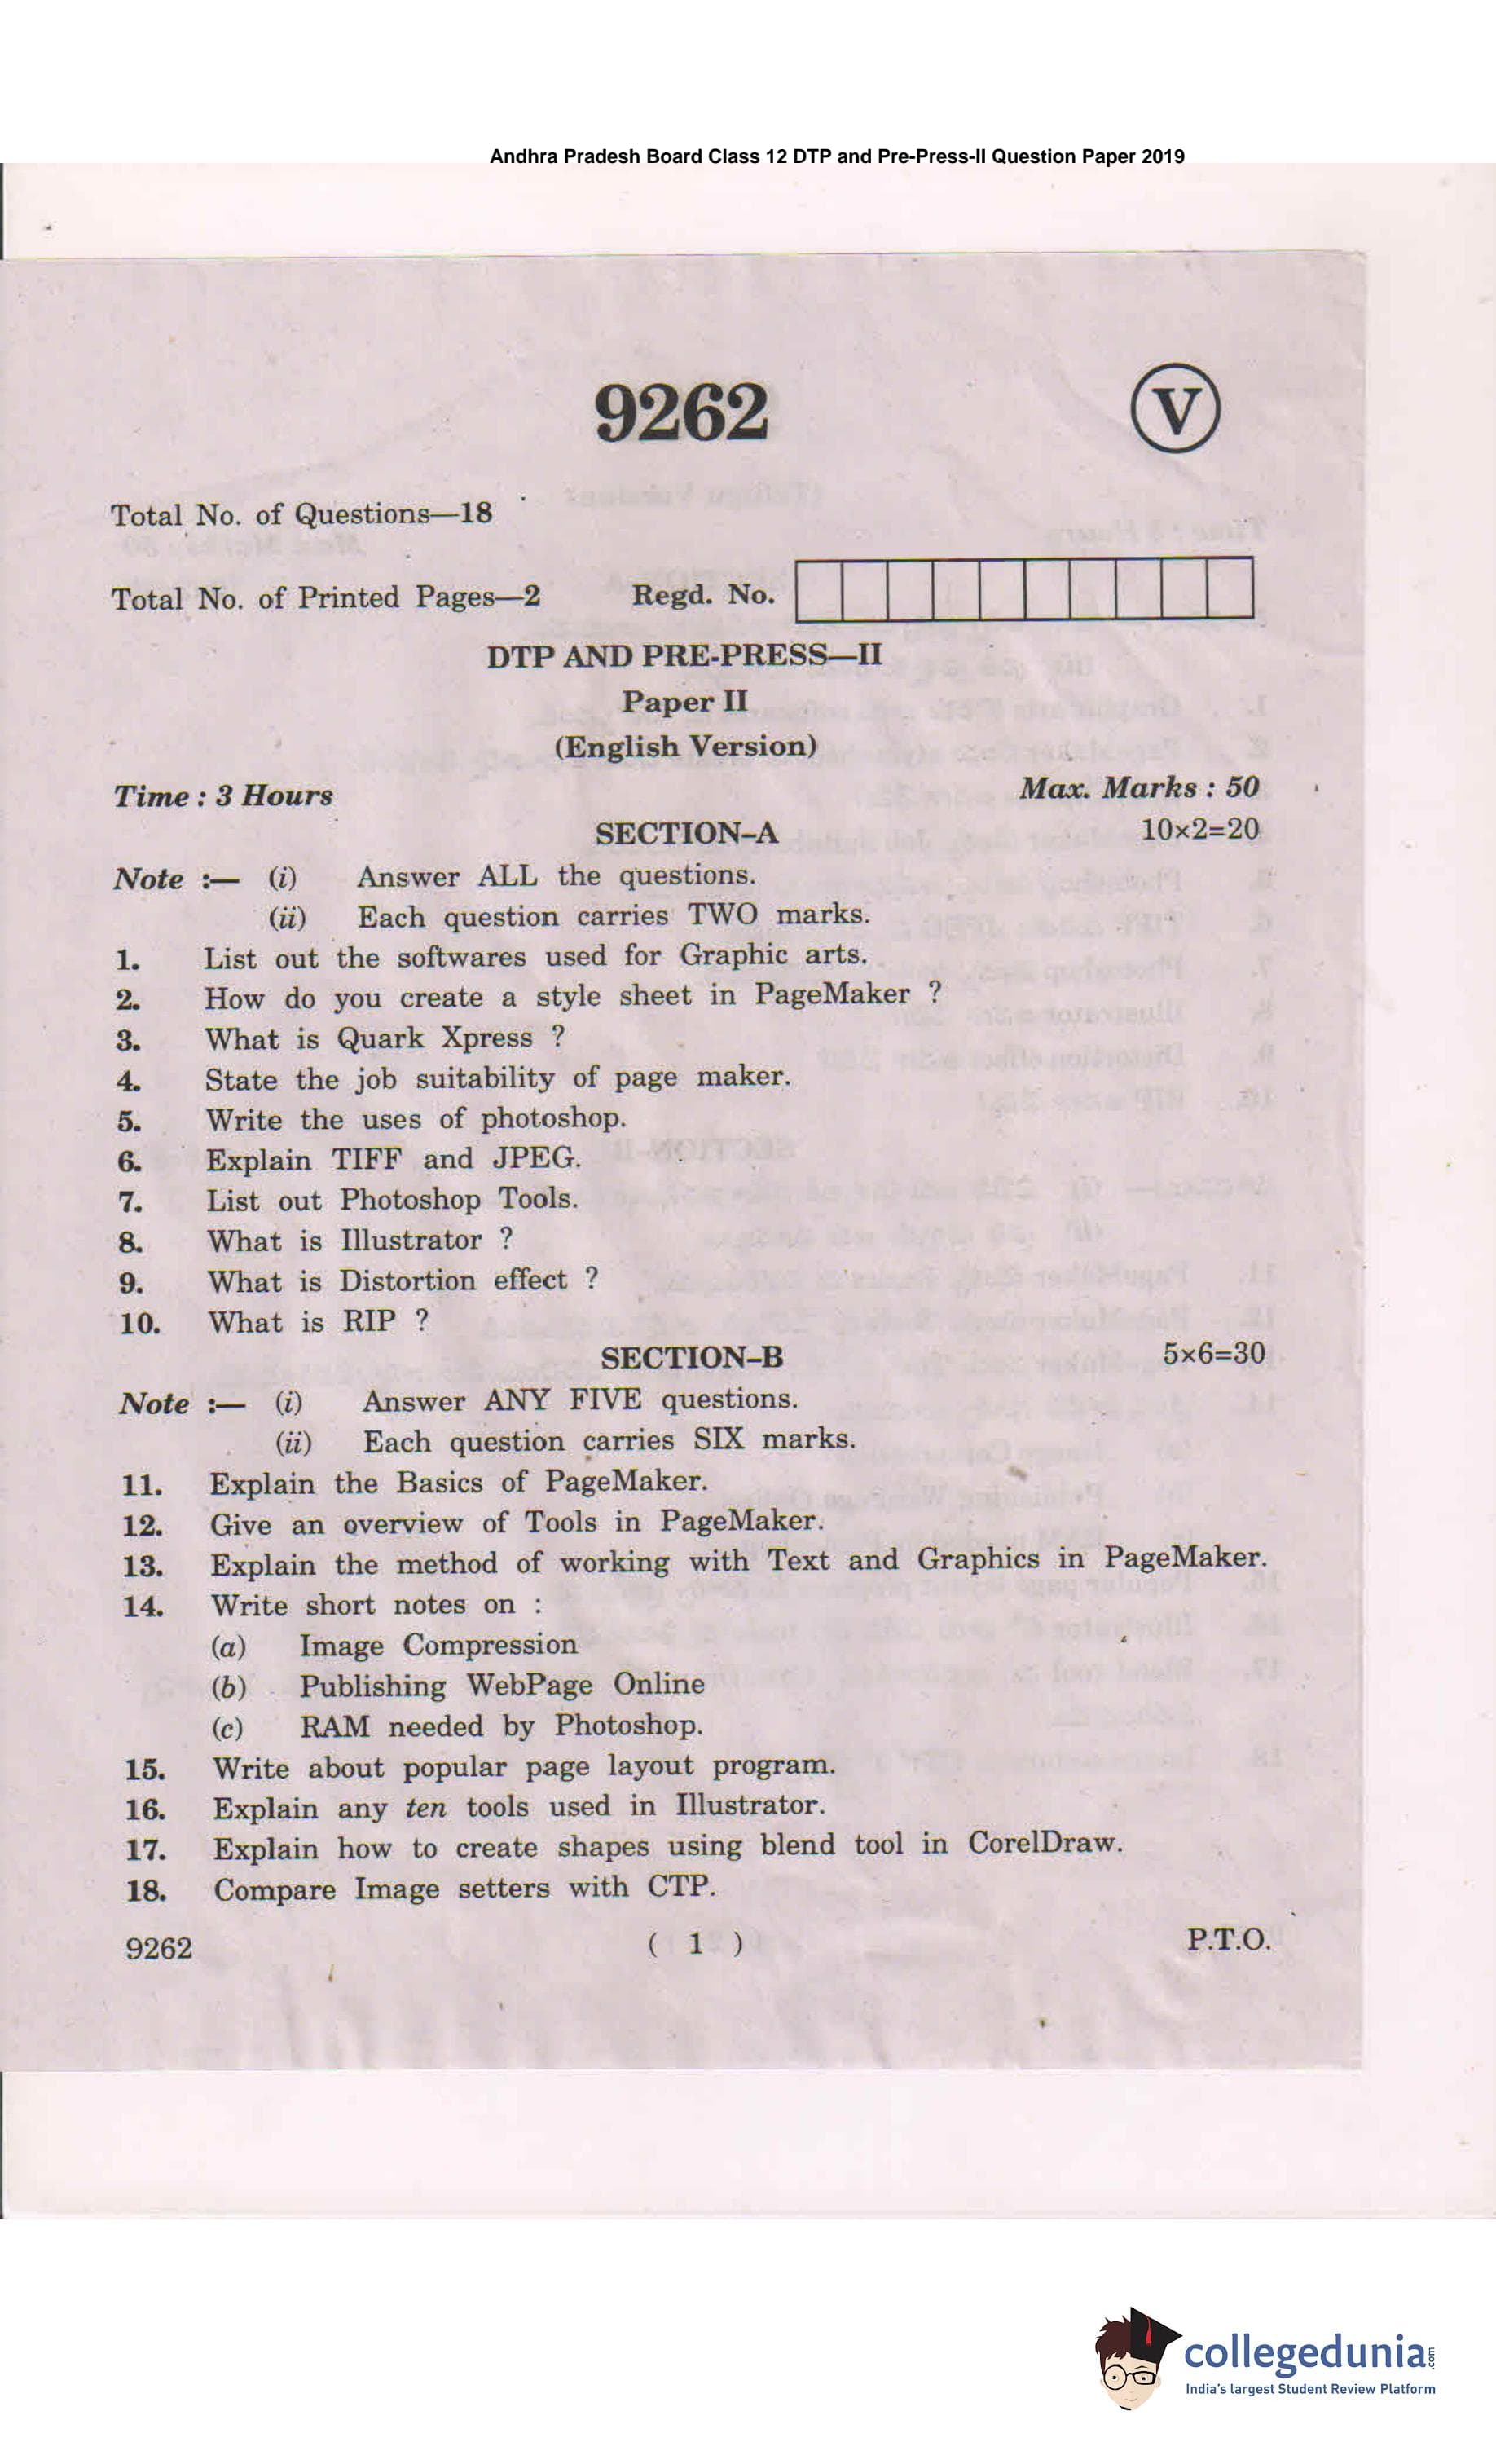 Andhra Pradesh Board Class 12 DTP and Pre-Press-II Question Paper 2019
9262
V
Total No. of Questions—18
Total No. of Printed Pages—2 Regd. No.
DTP AND PRE-PRESS—II
Paper II
(English Version)
Time : 3 Hours Max. Marks : 50
SECTION–A 10×2=20
Note :— (i) Answer ALL the questions.
(ii) Each question carries TWO marks.
1. List out the softwares used for Graphic arts.
2. How do you create a style sheet in PageMaker ?
3. What is Quark Xpress ?
4. State the job suitability of page maker.
5. Write the uses of photoshop.
6. Explain TIFF and JPEG.
7. List out Photoshop Tools.
8. What is Illustrator ?
9. What is Distortion effect ?
10. What is RIP ?
SECTION–B 5×6=30
Note :— (i) Answer ANY FIVE questions.
(ii) Each question carries SIX marks.
11. Explain the Basics of PageMaker.
12. Give an overview of Tools in PageMaker.
13. Explain the method of working with Text and Graphics in PageMaker.
14. Write short notes on :
(a) Image Compression
(b) Publishing WebPage Online
(c) RAM needed by Photoshop.
15. Write about popular page layout program.
16. Explain any ten tools used in Illustrator.
17. Explain how to create shapes using blend tool in CorelDraw.
18. Compare Image setters with CTP.
9262 ( 1 ) P.T.O.
collegedunia.com
India's largest Student Review Platform